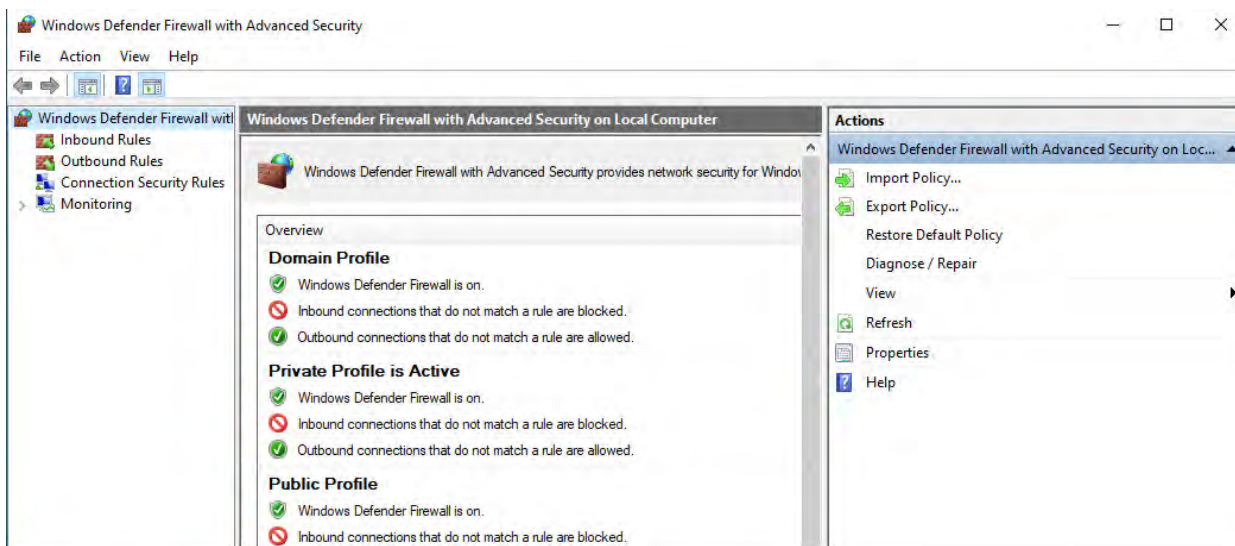 Windows Defender Firewall with Advanced Security
File Action View Help
Windows Defender Firewall with
Inbound Rules
Outbound Rules
Connection Security Rules
Monitoring
Windows Defender Firewall with Advanced Security on Local Computer
Windows Defender Firewall with Advanced Security provides network security for Window
Overview
Domain Profile
Windows Defender Firewall is on.
Inbound connections that do not match a rule are blocked.
Outbound connections that do not match a rule are allowed.
Private Profile is Active
Windows Defender Firewall is on.
Inbound connections that do not match a rule are blocked.
Outbound connections that do not match a rule are allowed.
Public Profile
Windows Defender Firewall is on.
Inbound connections that do not match a rule are blocked.
Actions
Windows Defender Firewall with Advanced Security on Loc...
Import Policy...
Export Policy...
Restore Default Policy
Diagnose / Repair
View
Refresh
Properties
Help